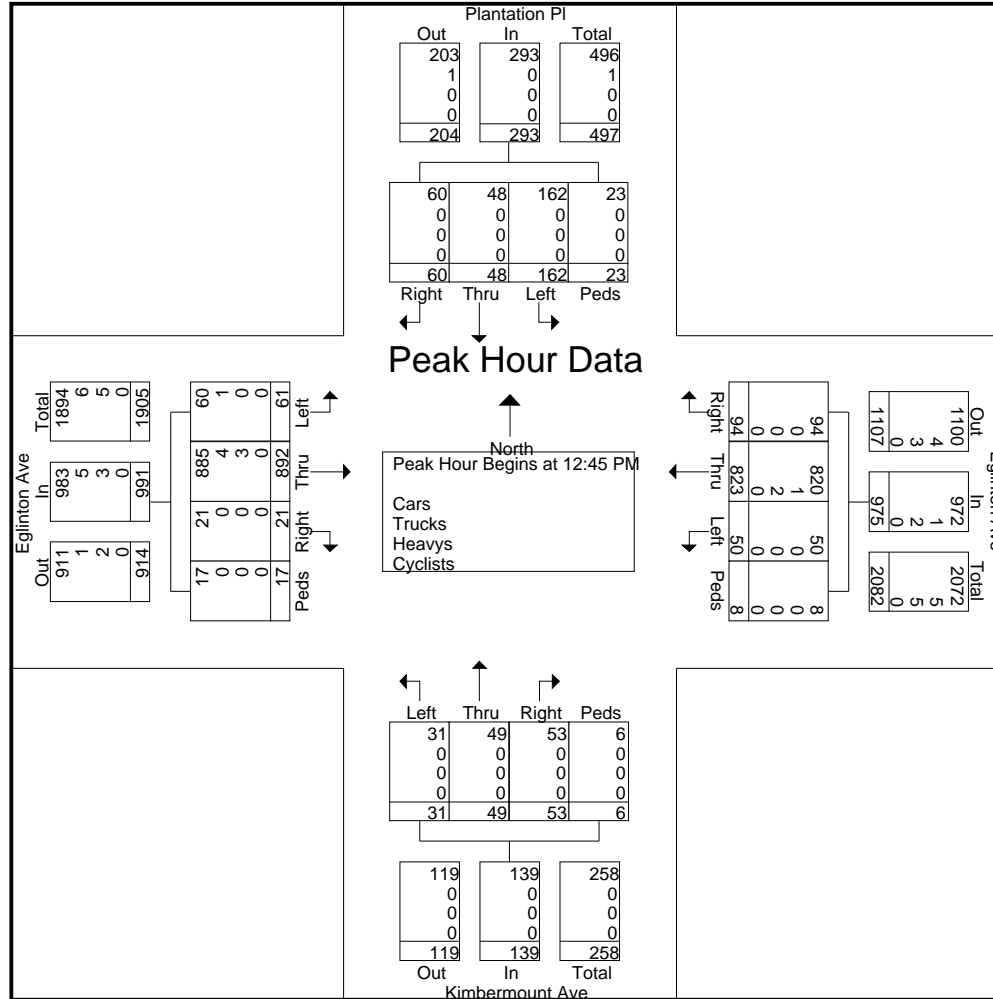 Plantation Pl
Out In Total
203 293 496
1 0 1
0 0 0
0 0 0
204 293 497
60 48 162 23
0 0 0 0
0 0 0 0
0 0 0 0
60 48 162 23
Right Thru Left Peds
Peak Hour Data
Eglinton Ave
Out In Total
911 983 1894
1 5 6
2 3 5
0 0 0
914 991 1905
17 21 885 60
0 0 4 1
0 0 3 0
0 0 0 0
17 21 892 61
Peds Right Thru Left
North
Peak Hour Begins at 12:45 PM
Cars
Trucks
Heavys
Cyclists
Eglinton Ave
Out In Total
1100 972 2072
4 1 5
3 2 5
0 0 0
1107 975 2082
94 820 50 8
0 1 0 0
0 2 0 0
0 0 0 0
94 823 50 8
Right Thru Left Peds
Left Thru Right Peds
31 49 53 6
0 0 0 0
0 0 0 0
0 0 0 0
31 49 53 6
119 139 258
0 0 0
0 0 0
0 0 0
119 139 258
Out In Total
Kimbermount Ave